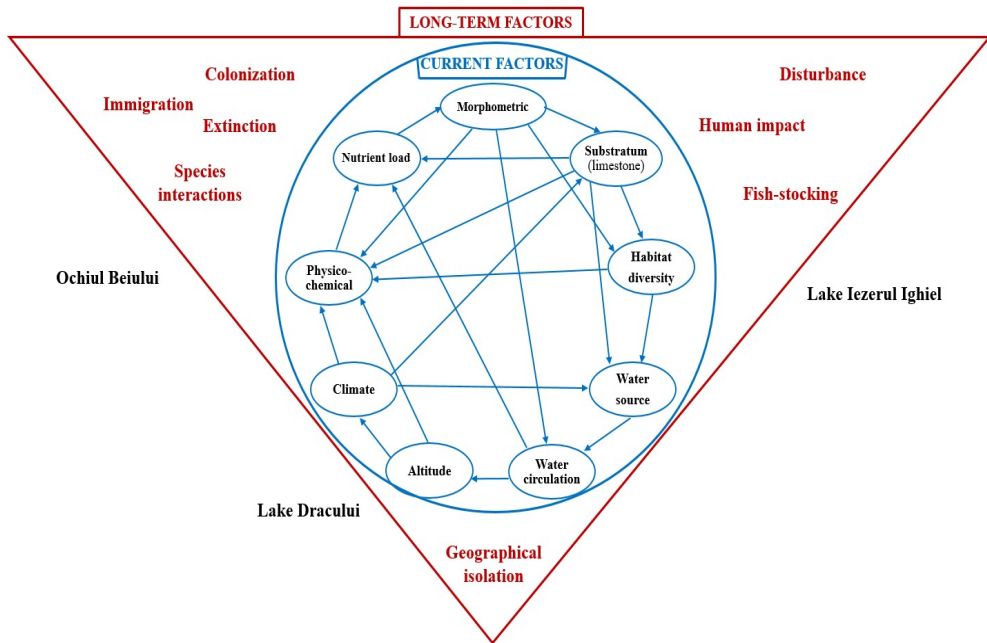 LONG-TERM FACTORS
CURRENT FACTORS
Colonization
Immigration
Extinction
Species
interactions
Disturbance
Human impact
Fish-stocking
Morphometric
Nutrient load
Substratum
(limestone)
Physico-
chemical
Habitat
diversity
Climate
Water
source
Altitude
Water
circulation
Ochiul Beiului
Lake Iezerul Ighiel
Lake Dracului
Geographical
isolation